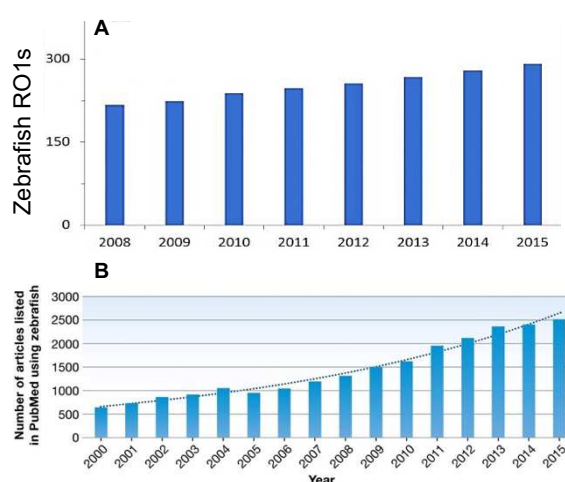 A
Zebrafish RO1s
300
150
0
2008 2009 2010 2011 2012 2013 2014 2015
B
Number of articles listed
in PubMed using zebrafish
3000
2500
2000
1500
1000
500
0
2000 2001 2002 2003 2004 2005 2006 2007 2008 2009 2010 2011 2012 2013 2014 2015
Year